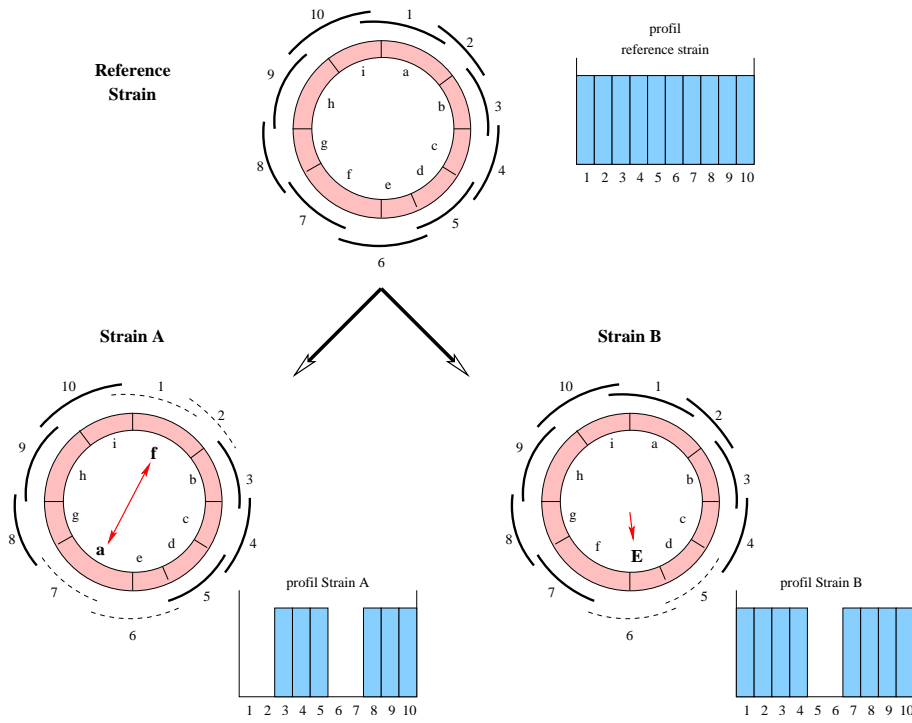 10 1
profil
2
reference strain
Reference
Strain
9
i a
h b
3
g c
4
f d
e
8
7 5
6
1 2 3 4 5 6 7 8 9 10
Strain A
Strain B
10 1
2
9
i f
h b
3
g c
8 4
a d
e
7 5
6
profil Strain A
1 2 3 4 5 6 7 8 9 10
10 1
2
9
i a
h b
3
g c
8 4
f d
E
7 5
6
profil Strain B
1 2 3 4 5 6 7 8 9 10